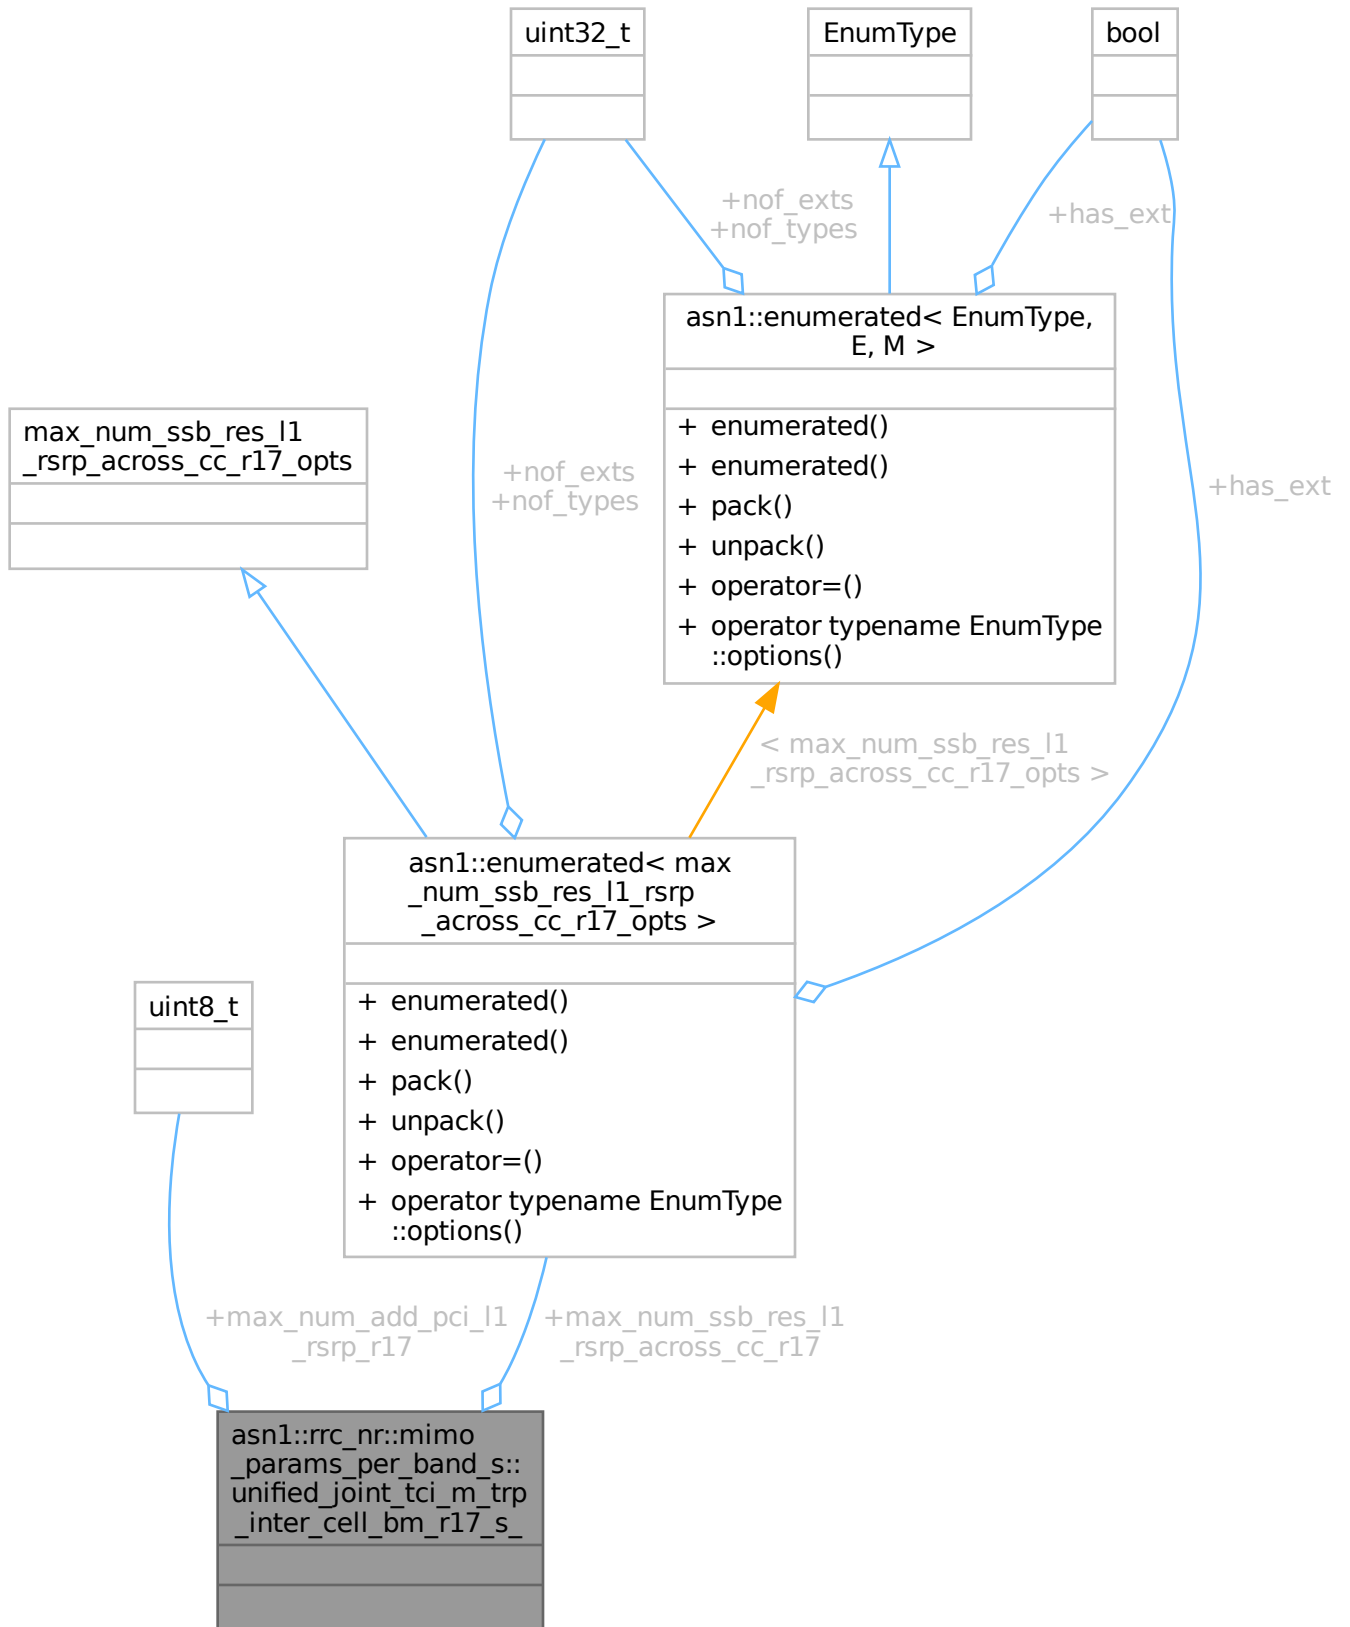 uint32_t
EnumType
bool
+nof_exts
+nof_types
+has_ext
asn1::enumerated< EnumType,
E, M >
+ enumerated()
+ enumerated()
+ pack()
+ unpack()
+ operator=()
+ operator typename EnumType
::options()
max_num_ssb_res_l1
_rsrp_across_cc_r17_opts
+nof_exts
+nof_types
+has_ext
< max_num_ssb_res_l1
_rsrp_across_cc_r17_opts >
asn1::enumerated< max
_num_ssb_res_l1_rsrp
_across_cc_r17_opts >
+ enumerated()
+ enumerated()
+ pack()
+ unpack()
+ operator=()
+ operator typename EnumType
::options()
uint8_t
+max_num_add_pci_l1
_rsrp_r17
+max_num_ssb_res_l1
_rsrp_across_cc_r17
asn1::rrc_nr::mimo
_params_per_band_s::
unified_joint_tci_m_trp
_inter_cell_bm_r17_s_